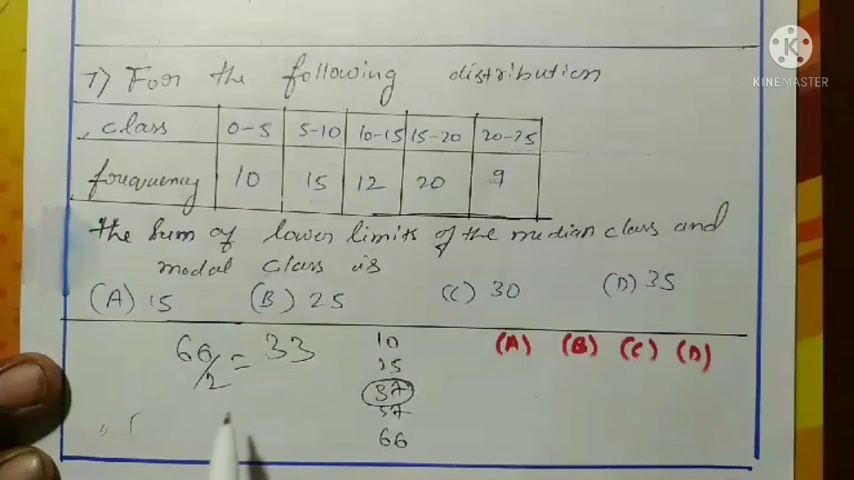 K
KINEMASTER
7) For the following distribution
class 0-5 5-10 10-15 15-20 20-25
frequency 10 15 12 20 9
the sum of lower limits of the median class and
modal class is
(A) 15 (B) 25 (C) 30 (D) 35
66/2 = 33
10
25
37
57
66
(A) (B) (C) (D)